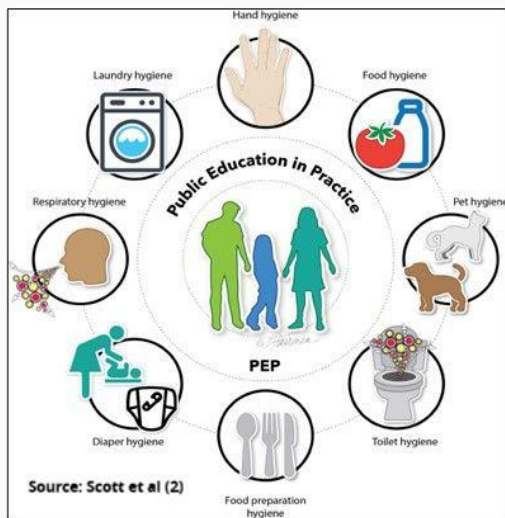 Hand hygiene
Laundry hygiene
Food hygiene
Public Education in Practice
Respiratory hygiene
Pet hygiene
PEP
Diaper hygiene
Toilet hygiene
Source: Scott et al (2)
Food preparation
hygiene